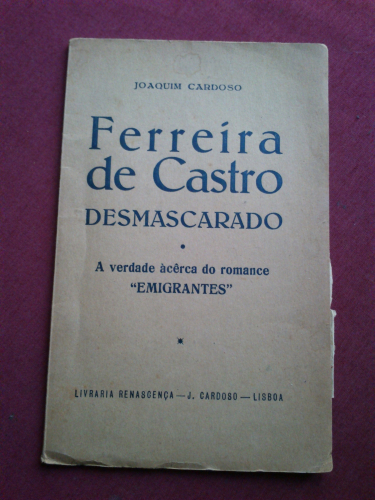 JOAQUIM CARDOSO
Ferreira
de Castro
DESMASCARADO
A verdade àcêrca do romance
"EMIGRANTES"
LIVRARIA RENASCENÇA — J. CARDOSO — LISBOA